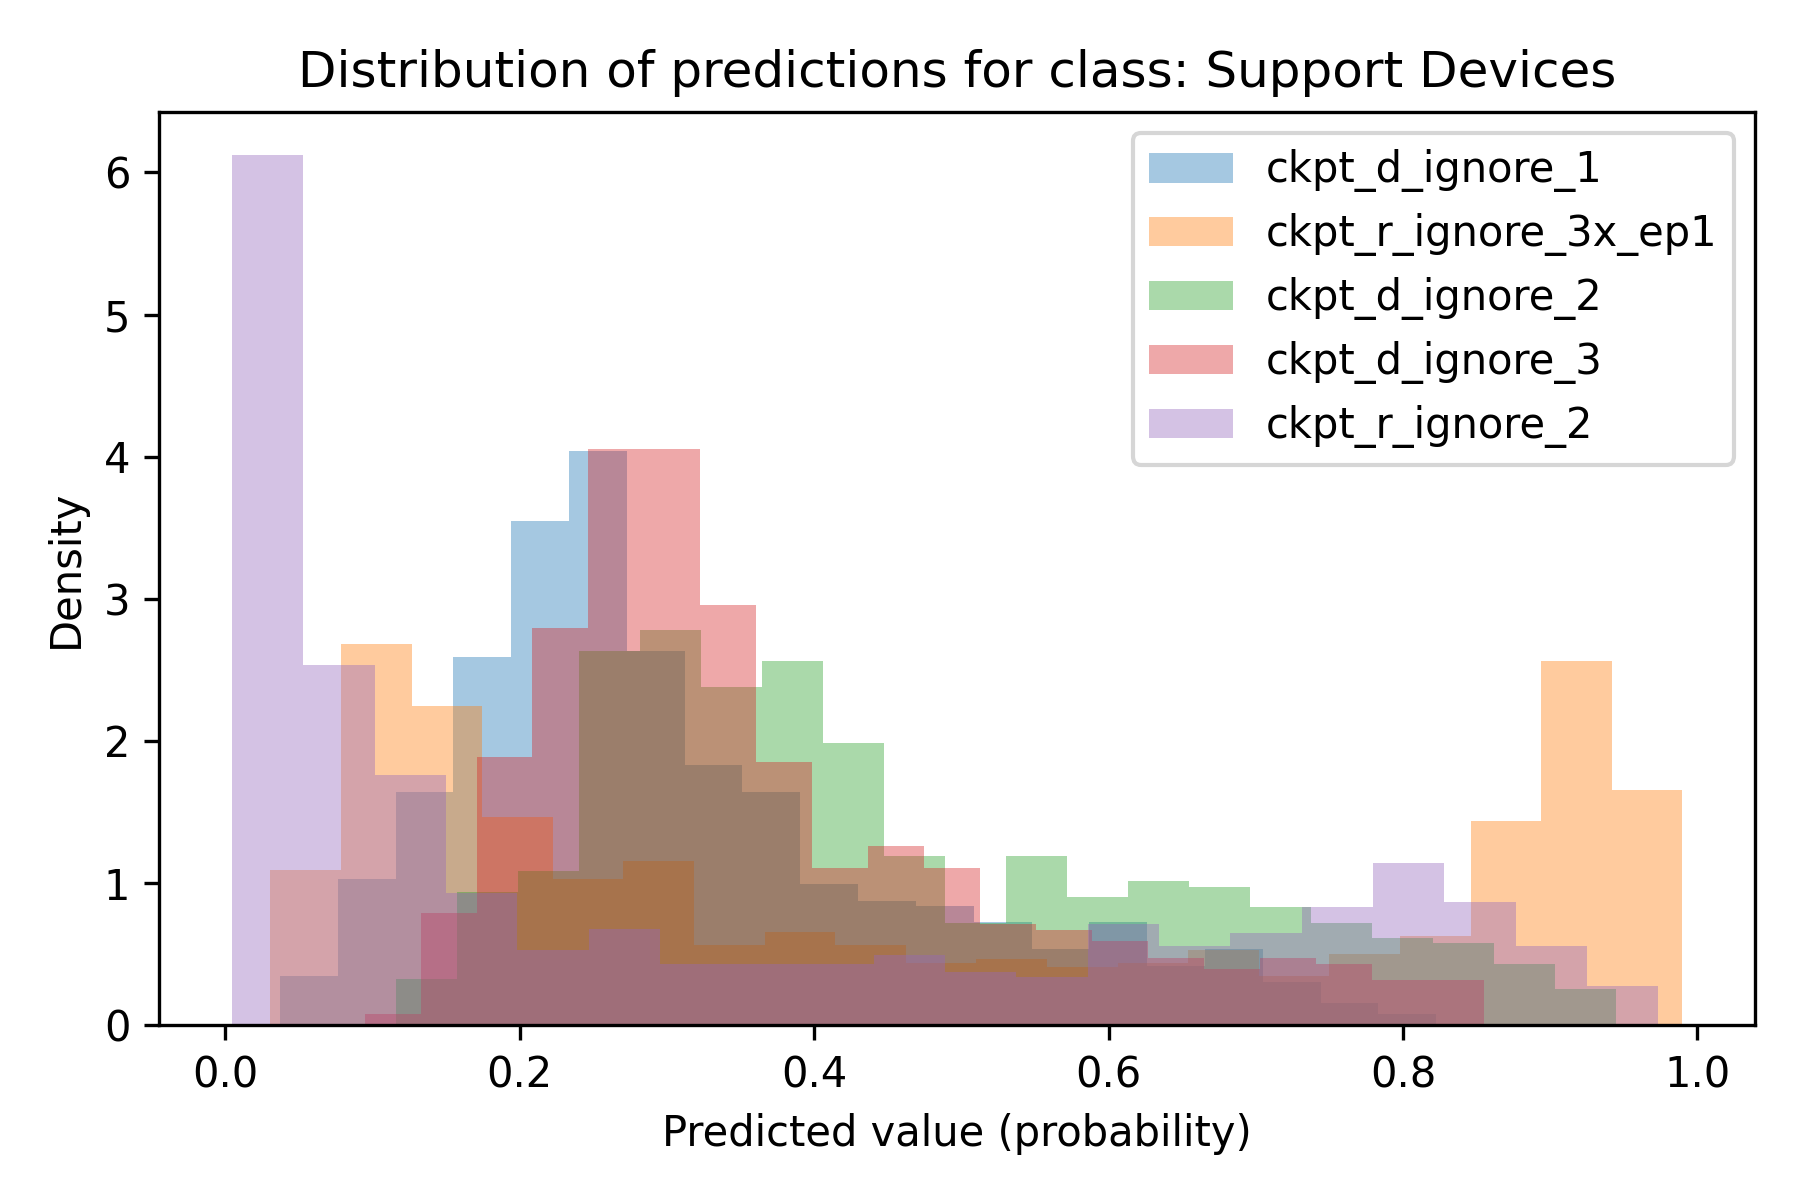 Distribution of predictions for class: Support Devices
6
5
4
3
2
1
0
Density
ckpt_d_ignore_1
ckpt_r_ignore_3x_ep1
ckpt_d_ignore_2
ckpt_d_ignore_3
ckpt_r_ignore_2
0.0 0.2 0.4 0.6 0.8 1.0
Predicted value (probability)